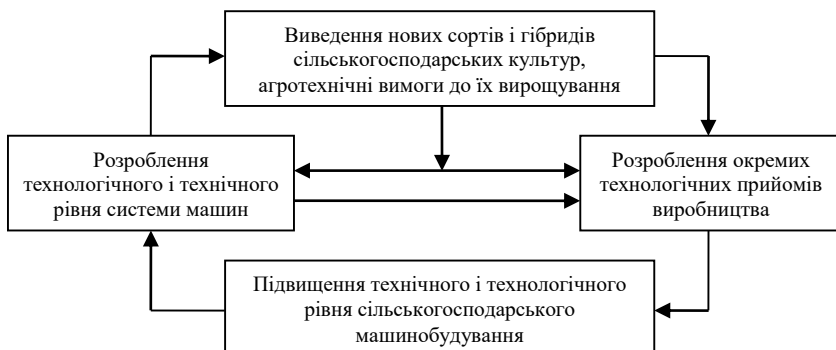 Виведення нових сортів і гібридів
сільськогосподарських культур,
агротехнічні вимоги до їх вирощування
Розроблення
технологічного і технічного
рівня системи машин
Розроблення окремих
технологічних прийомів
виробництва
Підвищення технічного і технологічного
рівня сільськогосподарського
машинобудування